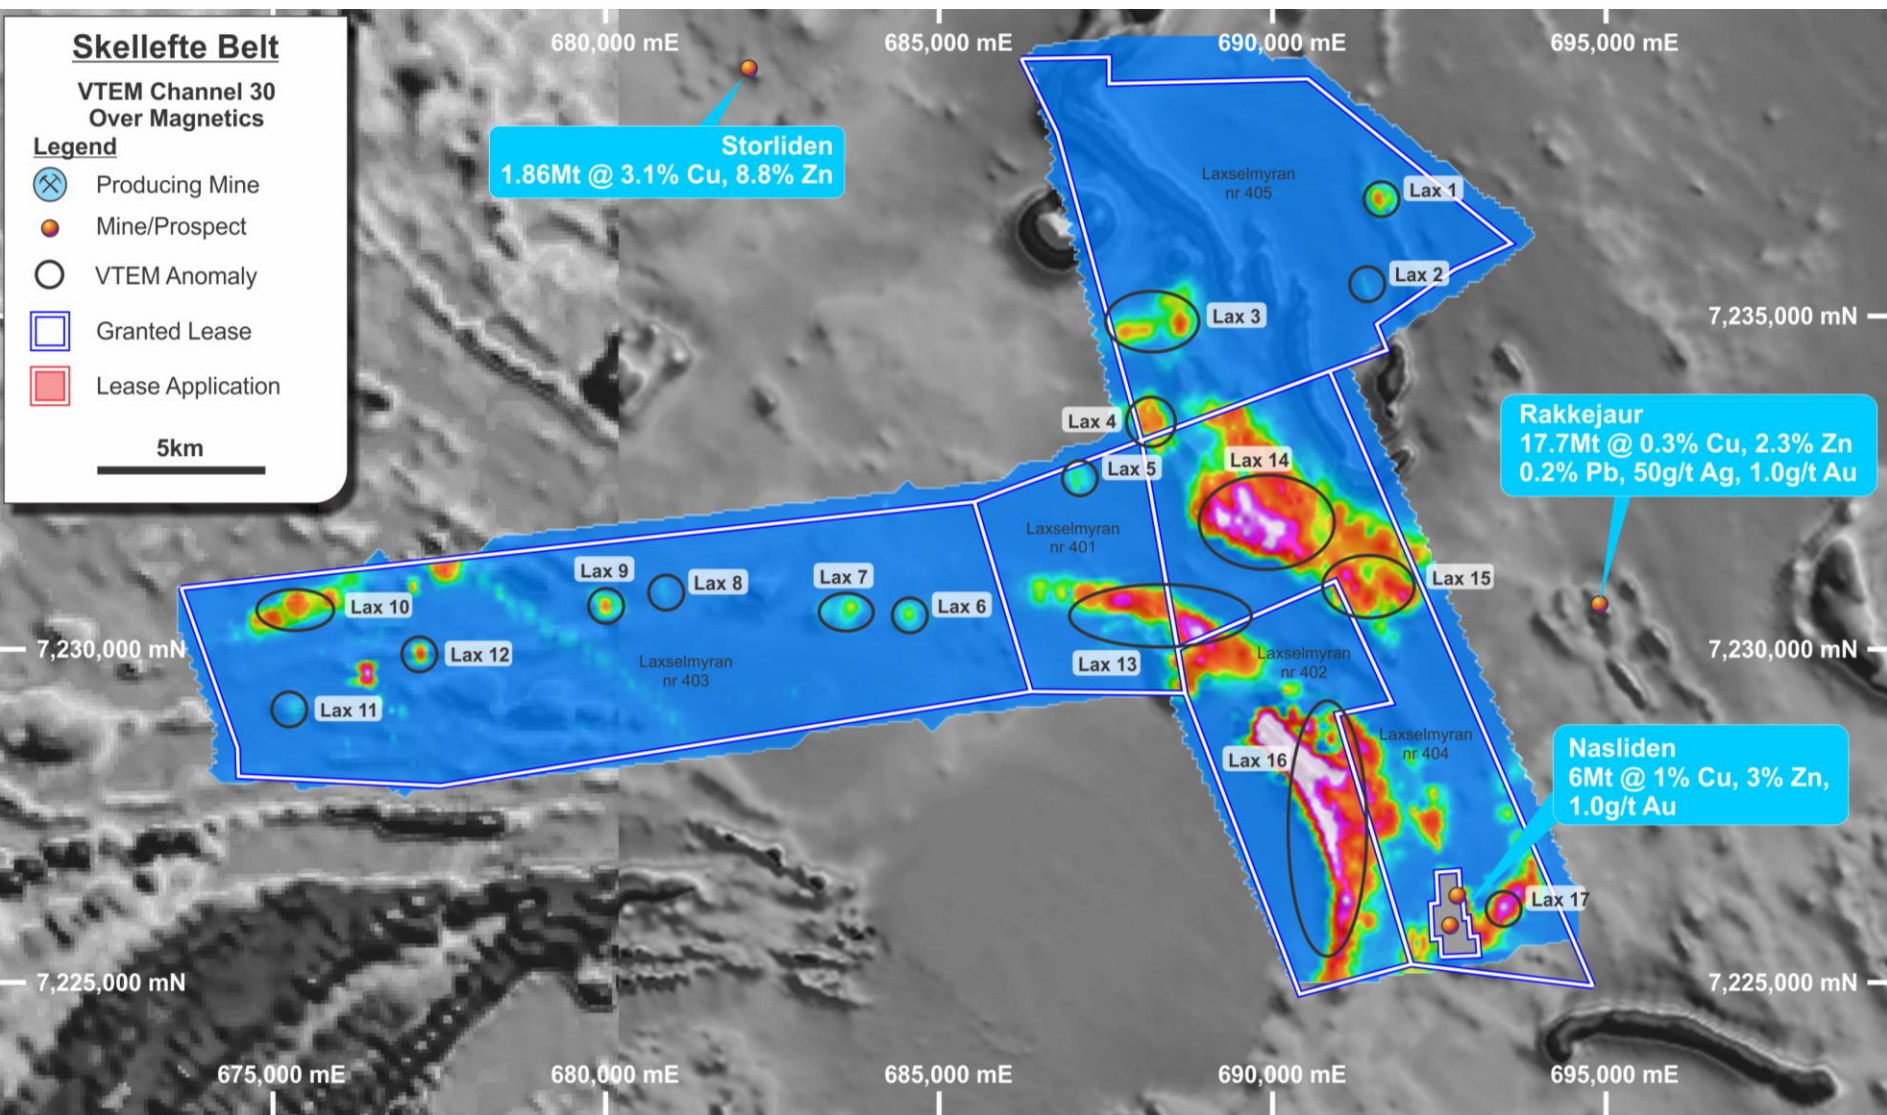 Skellefte Belt
VTEM Channel 30
Over Magnetics
Legend
Producing Mine
Mine/Prospect
VTEM Anomaly
Granted Lease
Lease Application
5km
680,000 mE
685,000 mE
690,000 mE
695,000 mE
Storliden
1.86Mt @ 3.1% Cu, 8.8% Zn
Laxselmyran
nr 405
Lax 1
Lax 2
Lax 3
7,235,000 mN
Lax 4
Lax 5
Lax 14
Rakkejaur
17.7Mt @ 0.3% Cu, 2.3% Zn
0.2% Pb, 50g/t Ag, 1.0g/t Au
Laxselmyran
nr 401
Lax 9
Lax 8
Lax 7
Lax 6
Lax 15
Lax 10
7,230,000 mN
Lax 12
Laxselmyran
nr 403
Lax 13
Laxselmyran
nr 402
7,230,000 mN
Lax 11
Lax 16
Laxselmyran
nr 404
Nasliden
6Mt @ 1% Cu, 3% Zn,
1.0g/t Au
Lax 17
7,225,000 mN
7,225,000 mN
675,000 mE
680,000 mE
685,000 mE
690,000 mE
695,000 mE